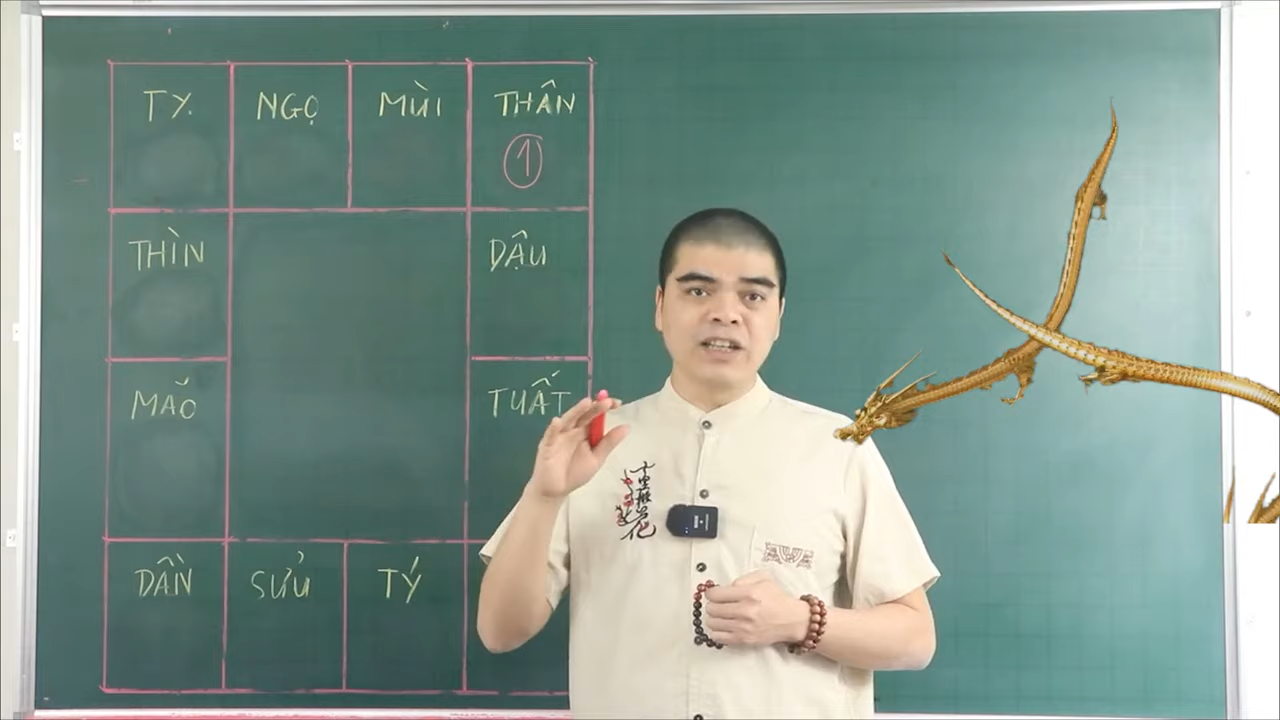 TỴ
NGỌ
MÙI
THÂN
1
THÌN
DẬU
MÃO
TUẤT
DẦN
SỬU
TÝ